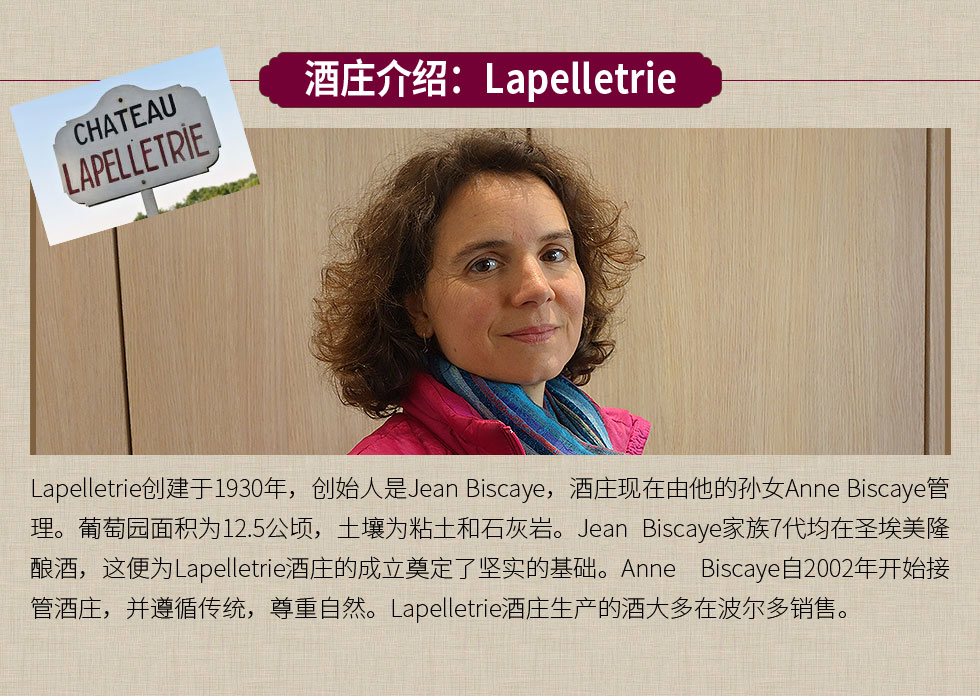 酒庄介绍：Lapelletrie
CHATEAU
LAPELLETRIE
Lapelletrie创建于1930年，创始人是Jean Biscaye，酒庄现在由他的孙女Anne Biscaye管
理。葡萄园面积为12.5公顷，土壤为粘土和石灰岩。Jean Biscaye家族7代均在圣埃美隆
酿酒，这便为Lapelletrie酒庄的成立奠定了坚实的基础。Anne Biscaye自2002年开始接
管酒庄，并遵循传统，尊重自然。Lapelletrie酒庄生产的酒大多在波尔多销售。